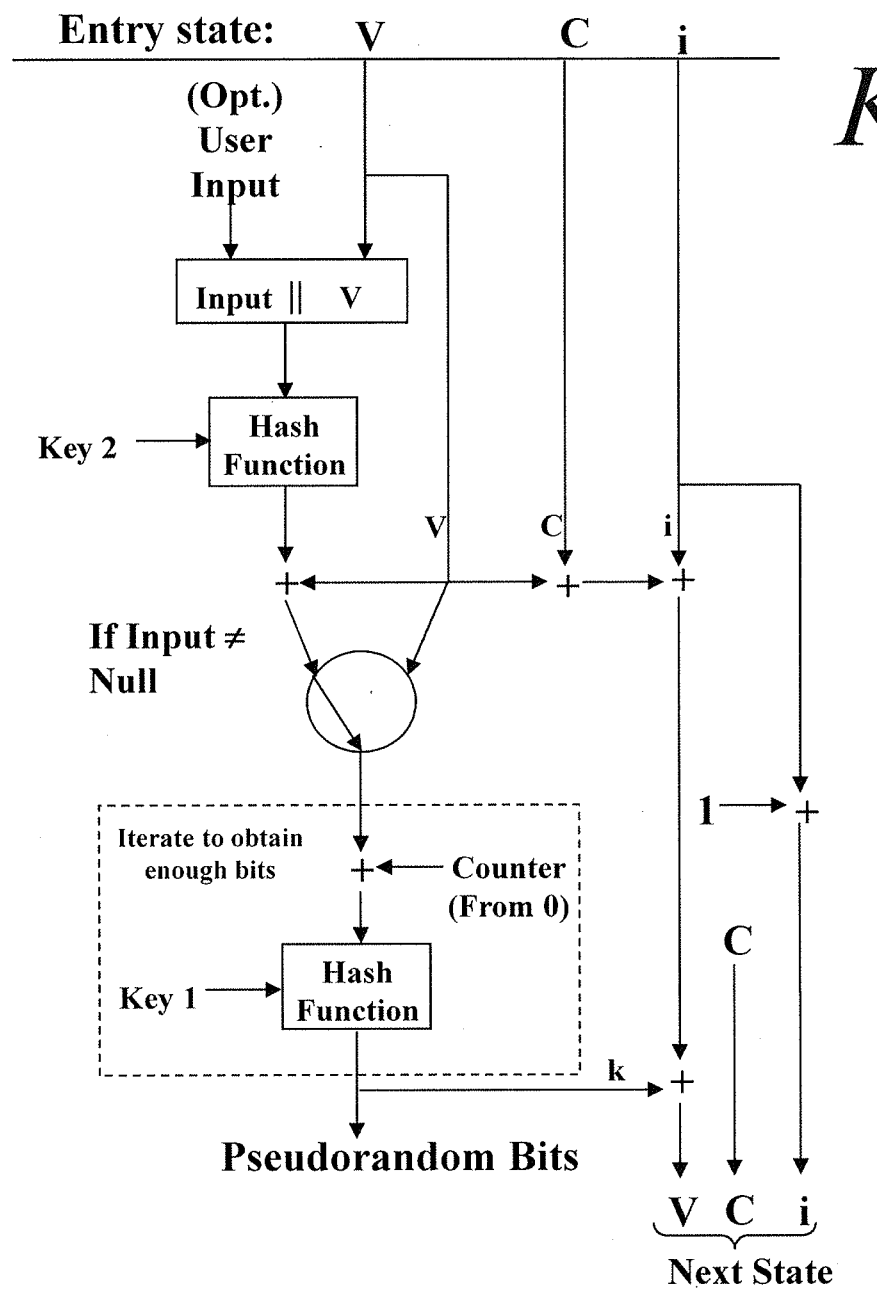 Entry state: V C i
K
(Opt.)
User
Input
Input || V
Key 2
Hash
Function
V
C
i
+
+
+
If Input ≠
Null
1
+
Iterate to obtain
enough bits
+
Counter
(From 0)
C
Key 1
Hash
Function
k
+
Pseudorandom Bits
V C i
Next State